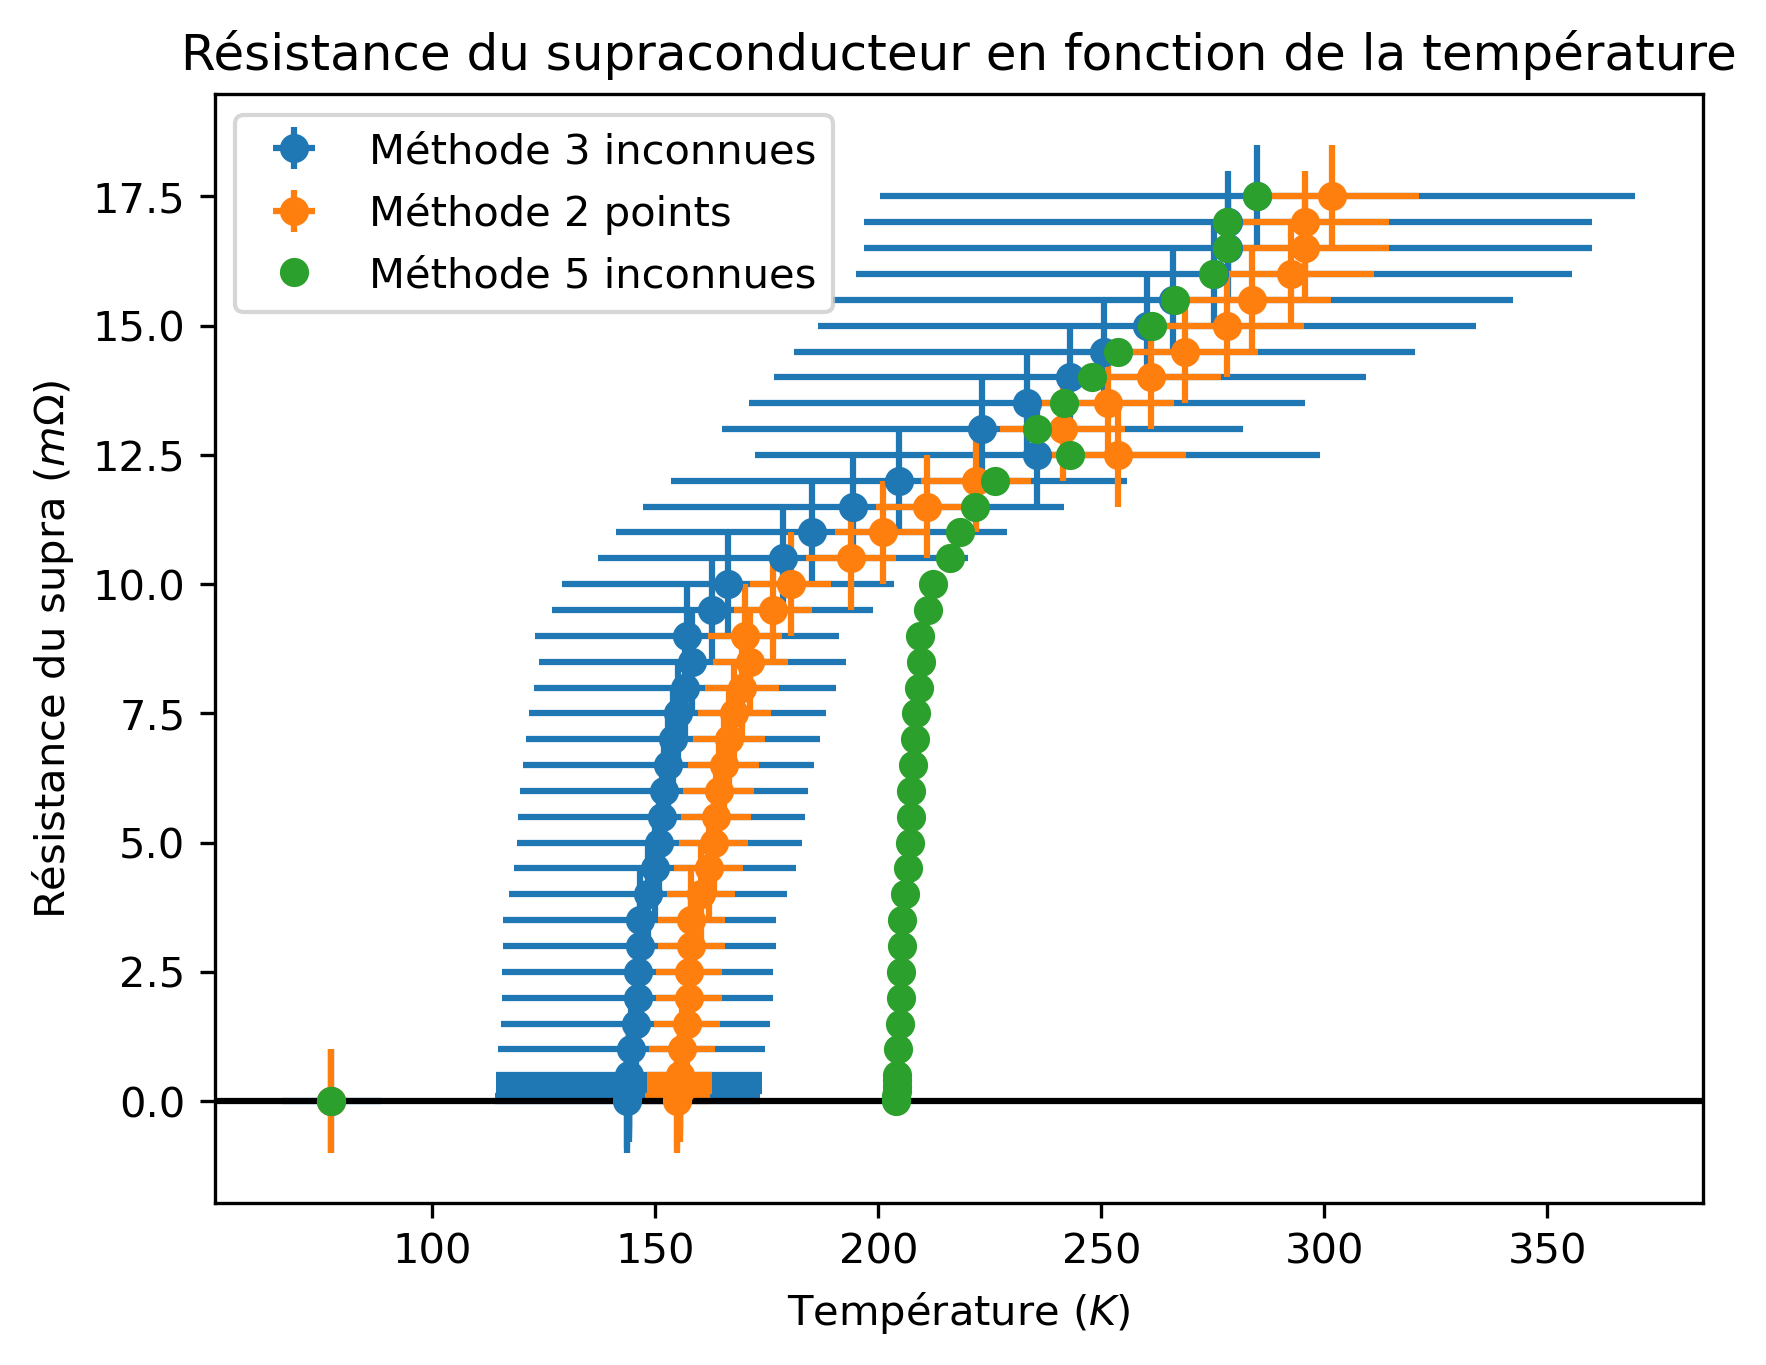 Résistance du supraconducteur en fonction de la température
Méthode 3 inconnues
Méthode 2 points
Méthode 5 inconnues
17.5
15.0
12.5
10.0
7.5
5.0
2.5
0.0
Résistance du supra (mΩ)
100 150 200 250 300 350
Température (K)